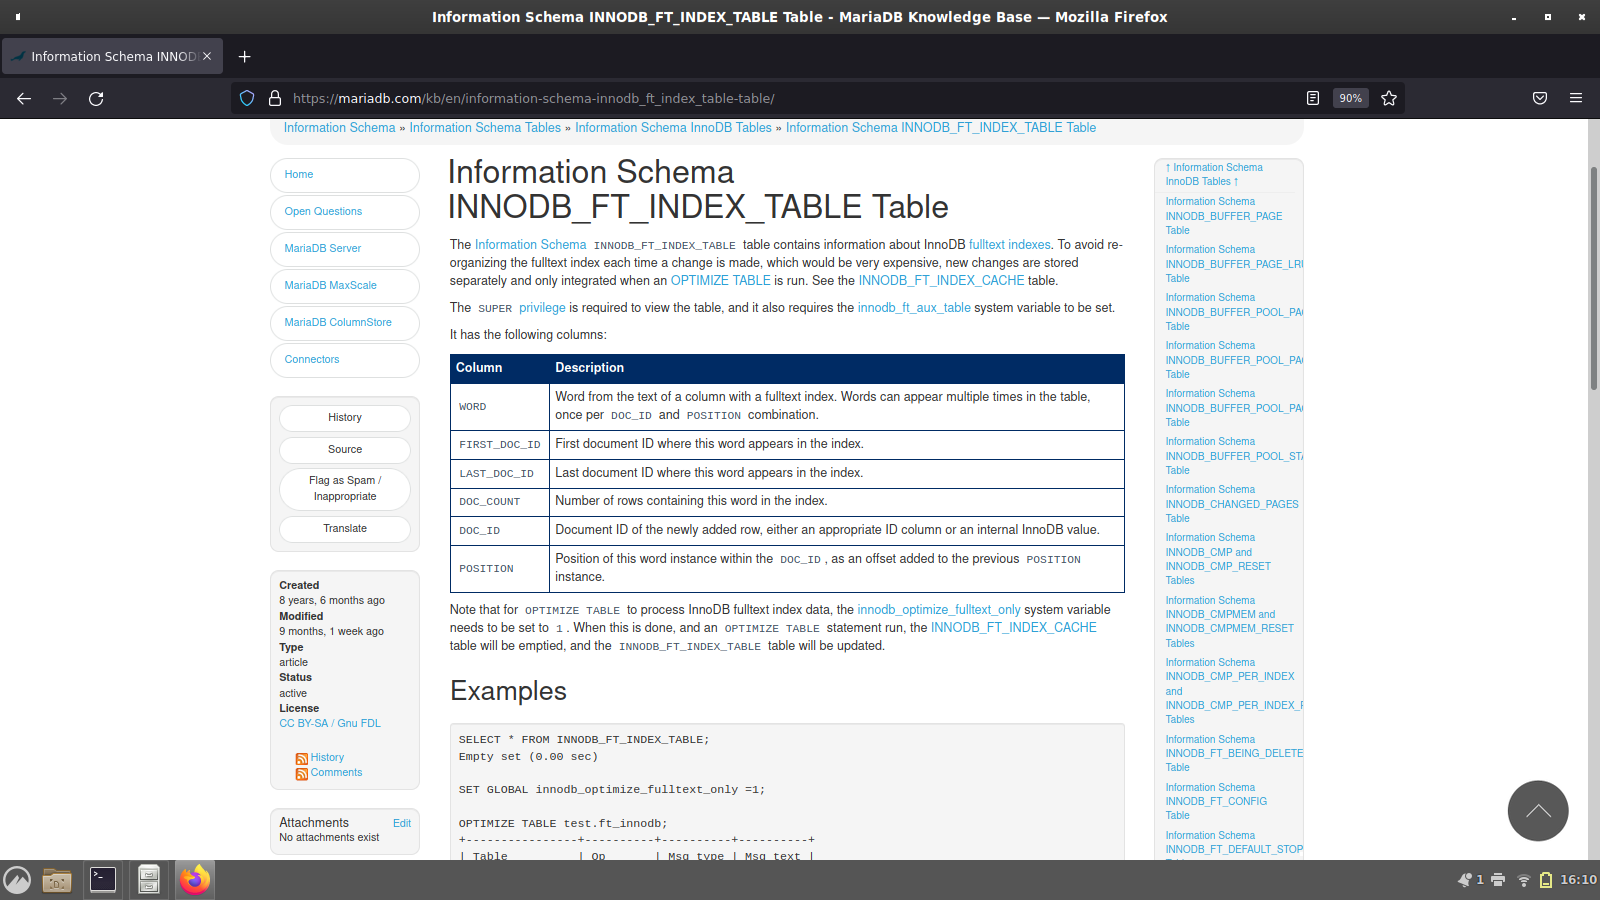 Information Schema INNODB_FT_INDEX_TABLE Table - MariaDB Knowledge Base — Mozilla Firefox
Information Schema INNOD
https://mariadb.com/kb/en/information-schema-innodb_ft_index_table-table/
90%
Information Schema » Information Schema Tables » Information Schema InnoDB Tables » Information Schema INNODB_FT_INDEX_TABLE Table
Home
Open Questions
MariaDB Server
MariaDB MaxScale
MariaDB ColumnStore
Connectors
History
Source
Flag as Spam /
Inappropriate
Translate
Created
8 years, 6 months ago
Modified
9 months, 1 week ago
Type
article
Status
active
License
CC BY-SA / Gnu FDL
History
Comments
Attachments Edit
No attachments exist
Information Schema
INNODB_FT_INDEX_TABLE Table
The Information Schema INNODB_FT_INDEX_TABLE table contains information about InnoDB fulltext indexes. To avoid re-
organizing the fulltext index each time a change is made, which would be very expensive, new changes are stored
separately and only integrated when an OPTIMIZE TABLE is run. See the INNODB_FT_INDEX_CACHE table.
The SUPER privilege is required to view the table, and it also requires the innodb_ft_aux_table system variable to be set.
It has the following columns:
Column Description
WORD Word from the text of a column with a fulltext index. Words can appear multiple times in the table,
once per DOC_ID and POSITION combination.
FIRST_DOC_ID First document ID where this word appears in the index.
LAST_DOC_ID Last document ID where this word appears in the index.
DOC_COUNT Number of rows containing this word in the index.
DOC_ID Document ID of the newly added row, either an appropriate ID column or an internal InnoDB value.
POSITION Position of this word instance within the DOC_ID , as an offset added to the previous POSITION
instance.
Note that for OPTIMIZE TABLE to process InnoDB fulltext index data, the innodb_optimize_fulltext_only system variable
needs to be set to 1 . When this is done, and an OPTIMIZE TABLE statement run, the INNODB_FT_INDEX_CACHE
table will be emptied, and the INNODB_FT_INDEX_TABLE table will be updated.
Examples
SELECT * FROM INNODB_FT_INDEX_TABLE;
Empty set (0.00 sec)
SET GLOBAL innodb_optimize_fulltext_only =1;
OPTIMIZE TABLE test.ft_innodb;
+----------------+----------+----------+----------+
| Table | Op | Msg_type | Msg_text |
↑ Information Schema
InnoDB Tables ↑
Information Schema
INNODB_BUFFER_PAGE
Table
Information Schema
INNODB_BUFFER_PAGE_LR
Table
Information Schema
INNODB_BUFFER_POOL_PA
Table
Information Schema
INNODB_BUFFER_POOL_PA
Table
Information Schema
INNODB_BUFFER_POOL_PA
Table
Information Schema
INNODB_BUFFER_POOL_STA
Table
Information Schema
INNODB_CHANGED_PAGES
Table
Information Schema
INNODB_CMP and
INNODB_CMP_RESET
Tables
Information Schema
INNODB_CMPMEM and
INNODB_CMPMEM_RESET
Tables
Information Schema
INNODB_CMP_PER_INDEX
and
INNODB_CMP_PER_INDEX_
Tables
Information Schema
INNODB_FT_BEING_DELETE
Table
Information Schema
INNODB_FT_CONFIG
Table
Information Schema
INNODB_FT_DEFAULT_STOP
1 16:10